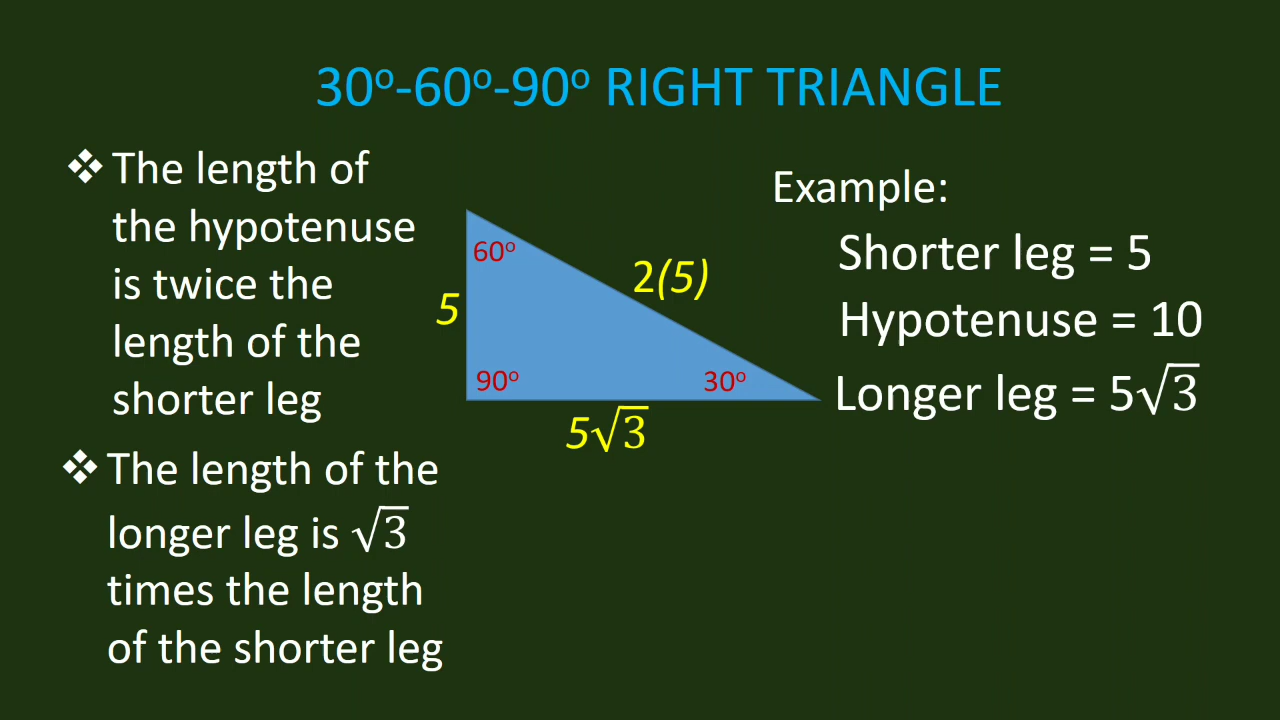 30º-60º-90º RIGHT TRIANGLE
❖ The length of
the hypotenuse
is twice the
length of the
shorter leg
❖ The length of the
longer leg is √3
times the length
of the shorter leg
60º
5
2(5)
90º
30º
5√3
Example:
Shorter leg = 5
Hypotenuse = 10
Longer leg = 5√3